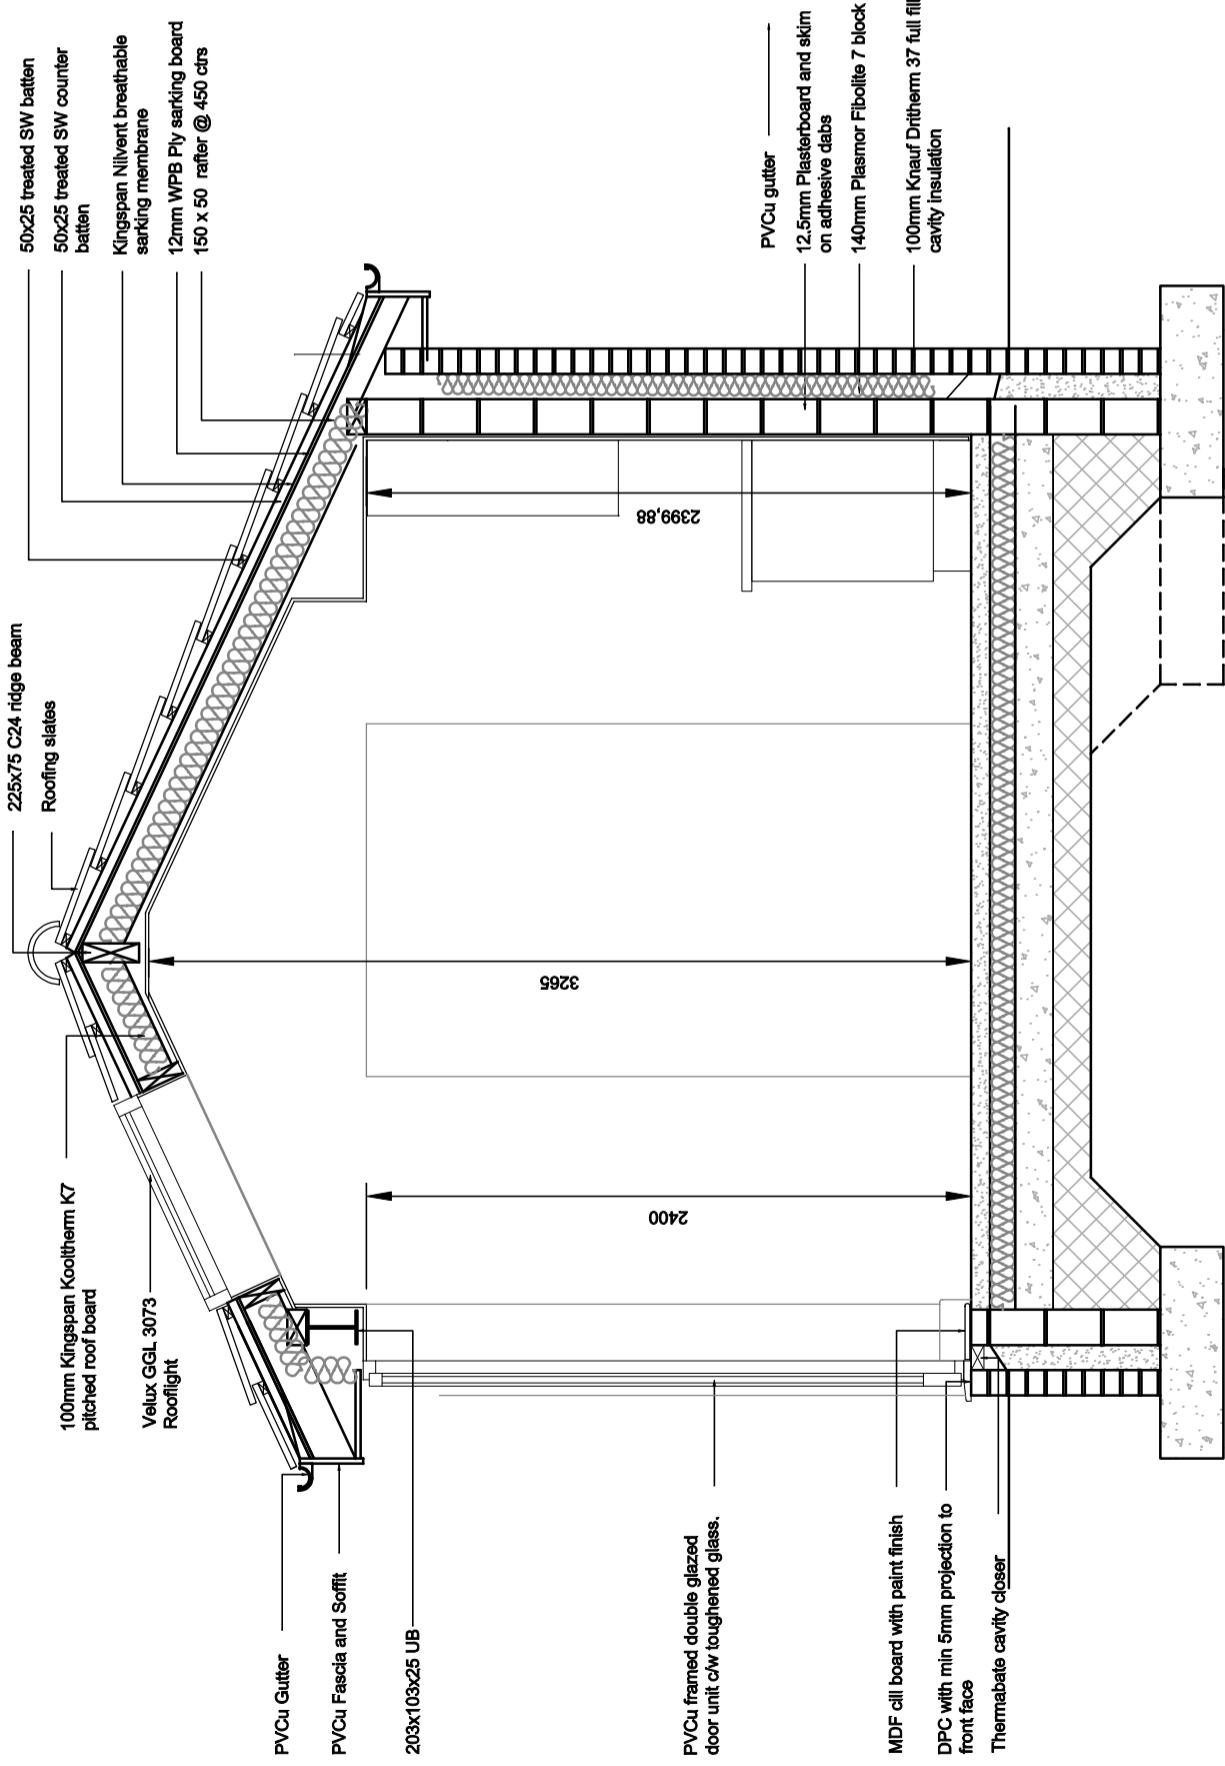 50x25 treated SW batten
50x25 treated SW counter
batten
Kingspan Nilvent breathable
sarking membrane
12mm WPB Ply sarking board
150 x 50 rafter @ 450 ctrs
225x75 C24 ridge beam
Roofing slates
100mm Kingspan Kooltherm K7
pitched roof board
Velux GGL 3073
Rooflight
PVCu Gutter
PVCu Fascia and Soffit
203x103x25 UB
PVCu framed double glazed
door unit c/w toughened glass.
MDF cill board with paint finish
DPC with min 5mm projection to
front face
Thermabate cavity closer
PVCu gutter
12,5mm Plasterboard and skim
on adhesive dabs
140mm Plasmor Fibolite 7 block
100mm Knauf Dritherm 37 full fill
cavity insulation
2399,88
3265
2400